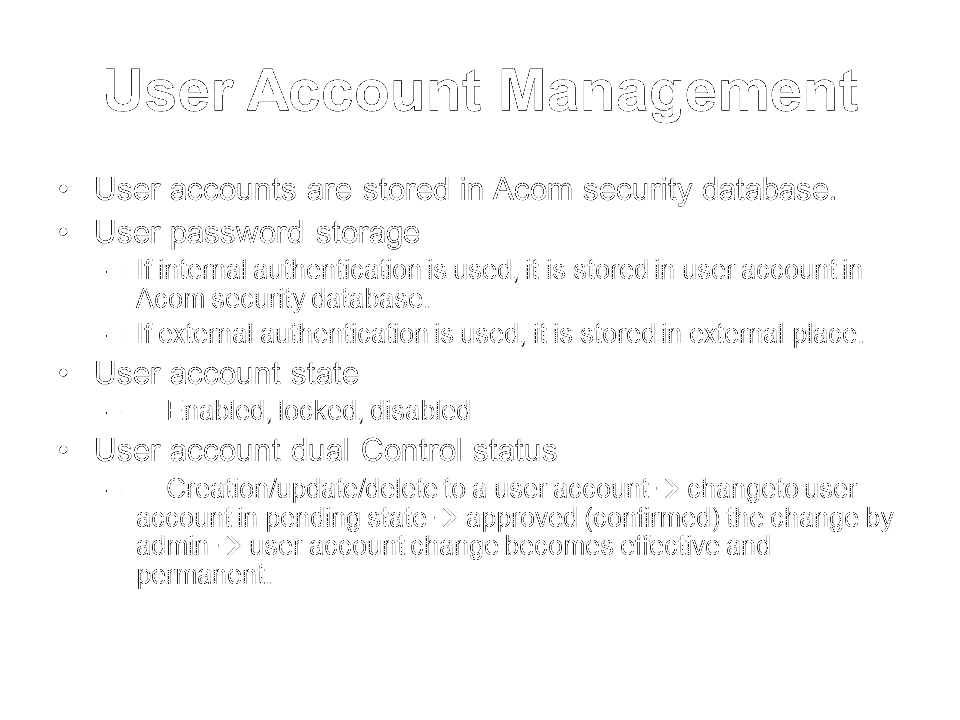 User Account Management
• User accounts are stored in Acom security database.
• User password storage
– If internal authentication is used, it is stored in user account in
Acom security database.
– If external authentication is used, it is stored in external place.
• User account state
– Enabled, locked, disabled
• User account dual Control status
– Creation/update/delete to a user account -> changeto user
account in pending state -> approved (confirmed) the change by
admin -> user account change becomes effective and
permanent.